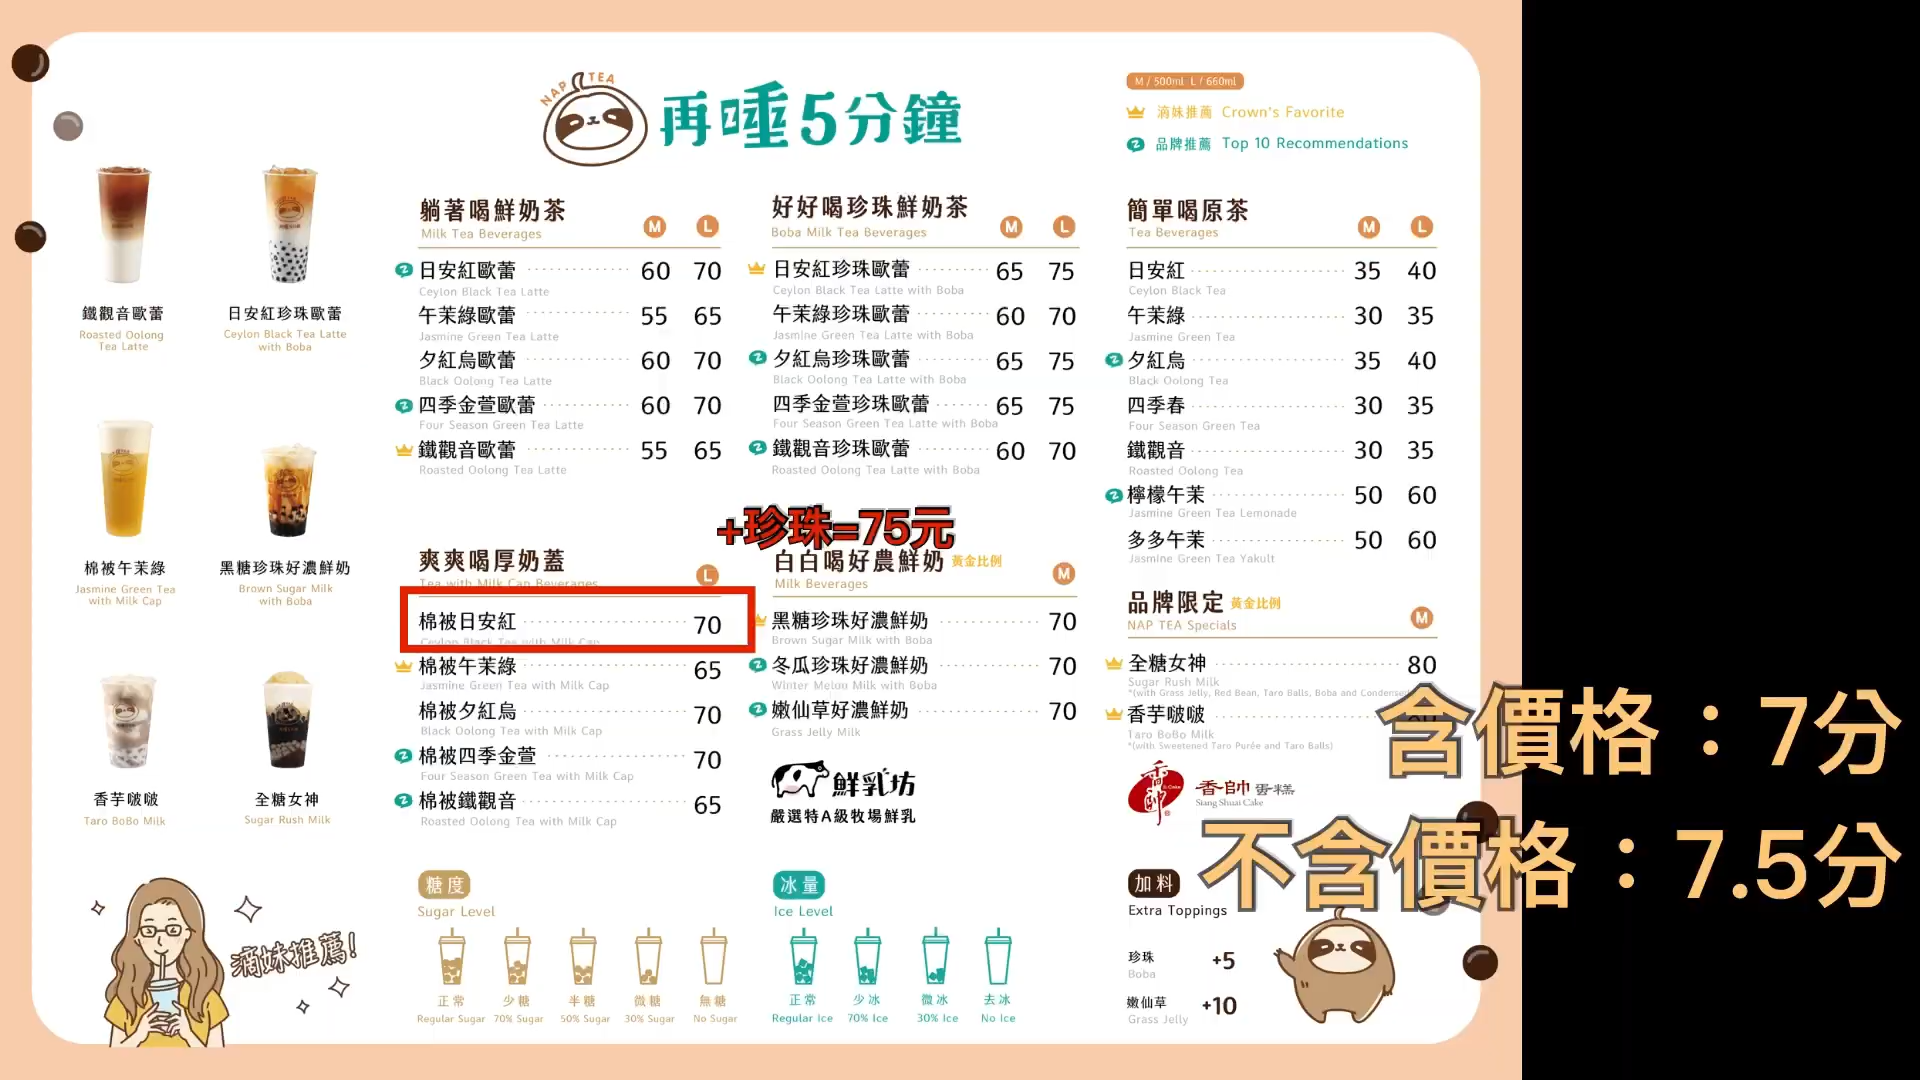 NAP TEA
再睡5分鐘
M / 500ml L / 660ml
滴妹推薦 Crown's Favorite
品牌推薦 Top 10 Recommendations
鐵觀音歐蕾
Roasted Oolong
Tea Latte
日安紅珍珠歐蕾
Ceylon Black Tea Latte
with Boba
棉被午茉綠
Jasmine Green Tea
with Milk Cap
黑糖珍珠好濃鮮奶
Brown Sugar Milk
with Boba
香芋啵啵
Taro BoBo Milk
全糖女神
Sugar Rush Milk
滴妹推薦!
躺著喝鮮奶茶 M L
Milk Tea Beverages
日安紅歐蕾 60 70
Ceylon Black Tea Latte
午茉綠歐蕾 55 65
Jasmine Green Tea Latte
夕紅烏歐蕾 60 70
Black Oolong Tea Latte
四季金萱歐蕾 60 70
Four Season Green Tea Latte
鐵觀音歐蕾 55 65
Roasted Oolong Tea Latte
好好喝珍珠鮮奶茶 M L
Boba Milk Tea Beverages
日安紅珍珠歐蕾 65 75
Ceylon Black Tea Latte with Boba
午茉綠珍珠歐蕾 60 70
Jasmine Green Tea Latte with Boba
夕紅烏珍珠歐蕾 65 75
Black Oolong Tea Latte with Boba
四季金萱珍珠歐蕾 65 75
Four Season Green Tea Latte with Boba
鐵觀音珍珠歐蕾 60 70
Roasted Oolong Tea Latte with Boba
簡單喝原茶 M L
Tea Beverages
日安紅 35 40
Ceylon Black Tea
午茉綠 30 35
Jasmine Green Tea
夕紅烏 35 40
Black Oolong Tea
四季春 30 35
Four Season Green Tea
鐵觀音 30 35
Roasted Oolong Tea
檸檬午茉 50 60
Jasmine Green Tea Lemonade
多多午茉 50 60
Jasmine Green Tea Yakult
+珍珠=75元
爽爽喝厚奶蓋 L
Tea with Milk Cap Beverages
棉被日安紅 70
Ceylon Black Tea with Milk Cap
棉被午茉綠 65
Jasmine Green Tea with Milk Cap
棉被夕紅烏 70
Black Oolong Tea with Milk Cap
棉被四季金萱 70
Four Season Green Tea with Milk Cap
棉被鐵觀音 65
Roasted Oolong Tea with Milk Cap
白白喝好農鮮奶 黃金比例 M
Milk Beverages
黑糖珍珠好濃鮮奶 70
Brown Sugar Milk with Boba
冬瓜珍珠好濃鮮奶 70
Winter Melon Milk with Boba
嫩仙草好濃鮮奶 70
Grass Jelly Milk
鮮乳坊
嚴選特A級牧場鮮乳
品牌限定 黃金比例 M
NAP TEA Specials
全糖女神 80
Sugar Rush Milk
*(with Grass Jelly, Red Bean, Taro Balls, Boba and Condensed
香芋啵啵
Taro BoBo Milk
*(with Sweetened Taro Purée and Taro Balls)
香帥蛋糕
Siang Shuai Cake
含價格：7分
不含價格：7.5分
糖度
Sugar Level
正常 少糖 半糖 微糖 無糖
Regular Sugar 70% Sugar 50% Sugar 30% Sugar No Sugar
冰量
Ice Level
正常 少冰 微冰 去冰
Regular Ice 70% Ice 30% Ice No Ice
加料
Extra Toppings
珍珠 +5
Boba
嫩仙草 +10
Grass Jelly